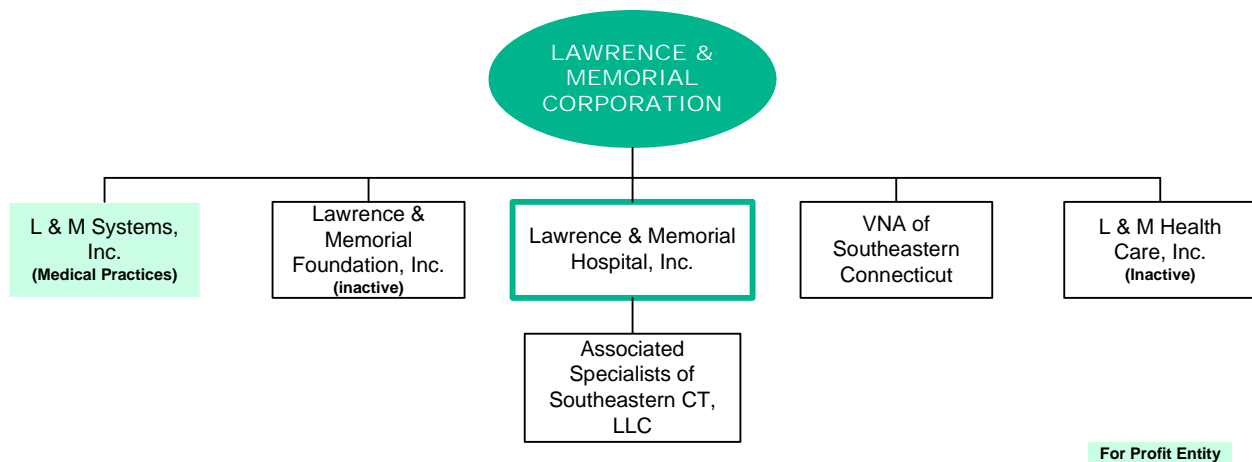 LAWRENCE &
MEMORIAL
CORPORATION
L & M Systems,
Inc.
(Medical Practices)
Lawrence &
Memorial
Foundation, Inc.
(inactive)
Lawrence & Memorial
Hospital, Inc.
VNA of
Southeastern
Connecticut
L & M Health
Care, Inc.
(Inactive)
Associated
Specialists of
Southeastern CT,
LLC
For Profit Entity